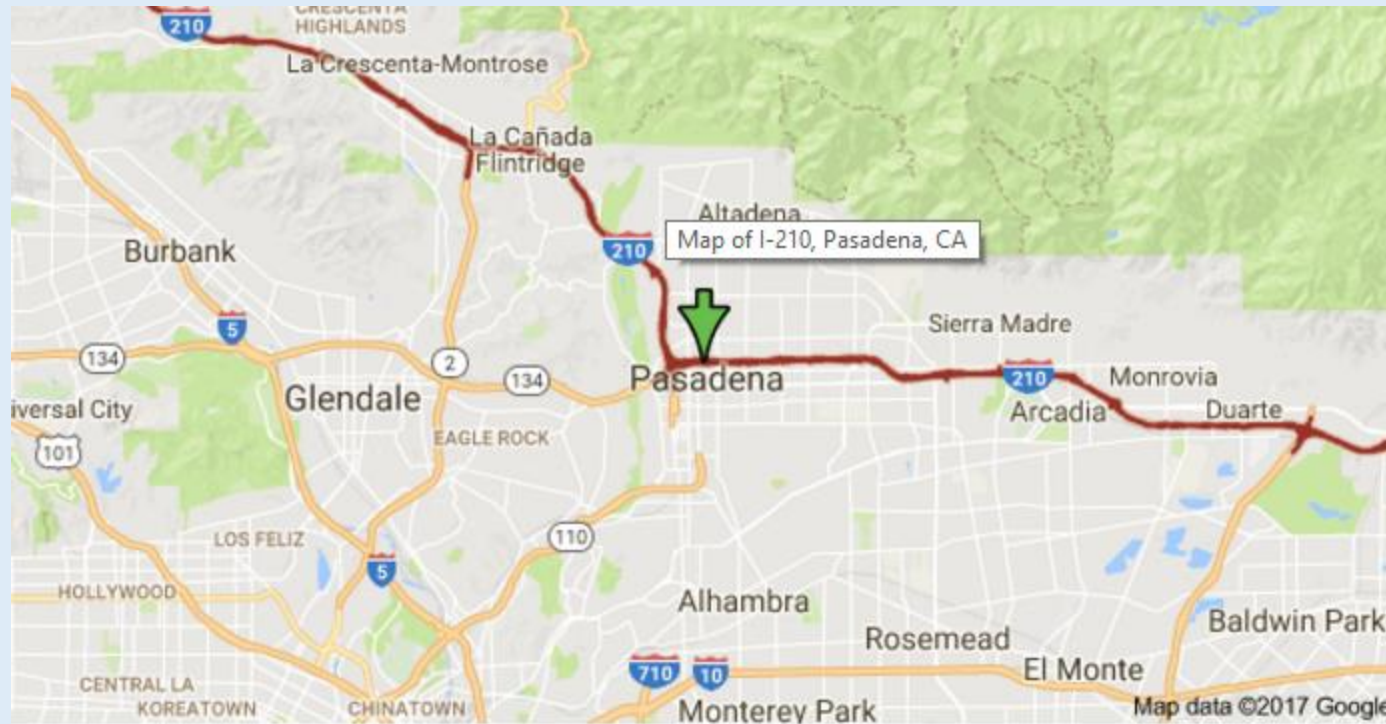 CRESCENTA
HIGHLANDS
210
La Crescenta-Montrose
La Cañada
Flintridge
Altadena
210
Map of I-210, Pasadena, CA
Burbank
5
134
2
134
Sierra Madre
Pasadena
210
Monrovia
Glendale
Arcadia
Duarte
iversal City
EAGLE ROCK
101
110
LOS FELIZ
5
HOLLYWOOD
Alhambra
Baldwin Park
Rosemead
710
10
El Monte
CENTRAL LA
KOREATOWN
CHINATOWN
Monterey Park
Map data ©2017 Google